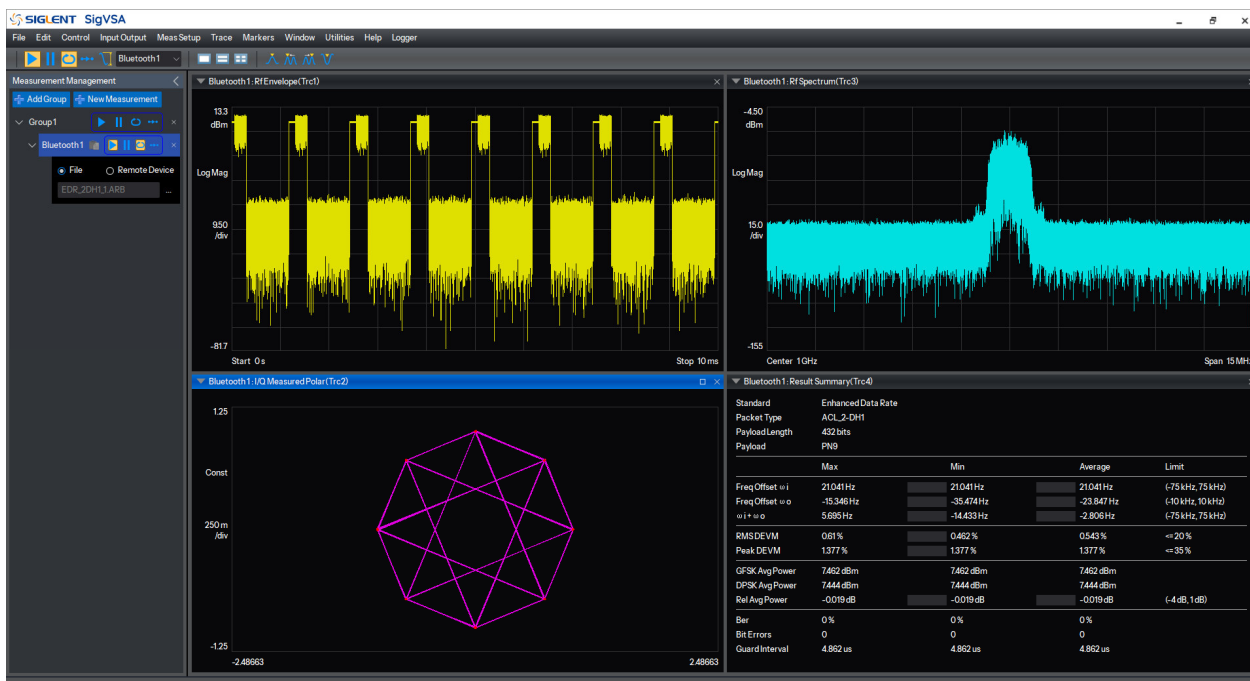 SIGLENT SigVSA
File Edit Control Input Output Meas Setup Trace Markers Window Utilities Help Logger
Bluetooth1
Measurement Management
Add Group New Measurement
Group1
Bluetooth1
File Remote Device
EDR_2DH1_1.ARB ...
Bluetooth1: Rf Envelope(Trc1)
13.3
dBm
Log Mag
9.50
/div
-81.7
Start 0 s Stop 10 ms
Bluetooth1: Rf Spectrum(Trc3)
-4.50
dBm
Log Mag
15.0
/div
-155
Center 1 GHz Span 15 MHz
Bluetooth1: I/Q Measured Polar(Trc2)
1.25
Const
250 m
/div
-1.25
-2.48663 2.48663
Bluetooth1: Result Summary(Trc4)
Standard Enhanced Data Rate
Packet Type ACL_2-DH1
Payload Length 432 bits
Payload PN9
Max Min Average Limit
Freq Offset ω i 21.041 Hz 21.041 Hz 21.041 Hz (-75 kHz, 75 kHz)
Freq Offset ω o -15.346 Hz -35.474 Hz -23.847 Hz (-10 kHz, 10 kHz)
ω i + ω o 5.695 Hz -14.433 Hz -2.806 Hz (-75 kHz, 75 kHz)
RMS DEVM 0.61 % 0.462 % 0.543 % <= 20 %
Peak DEVM 1.377 % 1.377 % 1.377 % <= 35 %
GFSK Avg Power 7.462 dBm 7.462 dBm 7.462 dBm
DPSK Avg Power 7.444 dBm 7.444 dBm 7.444 dBm
Rel Avg Power -0.019 dB -0.019 dB -0.019 dB (-4 dB, 1 dB)
Ber 0 % 0 % 0 %
Bit Errors 0 0 0
Guard Interval 4.862 us 4.862 us 4.862 us